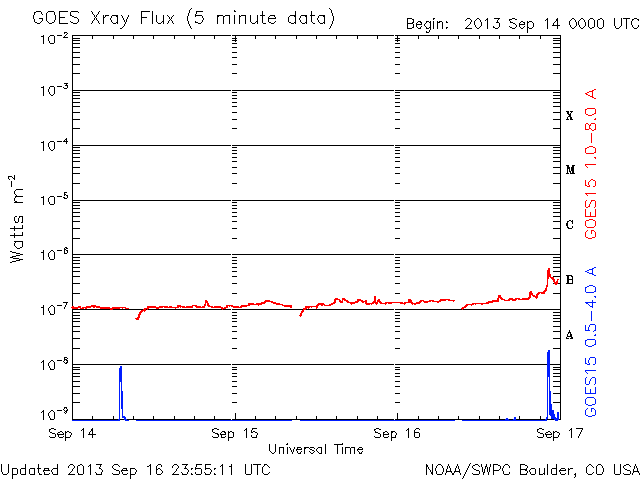 GOES Xray Flux (5 minute data)
Begin: 2013 Sep 14 0000 UTC
10⁻²
10⁻³
10⁻⁴
10⁻⁵
10⁻⁶
10⁻⁷
10⁻⁸
10⁻⁹
Watts m⁻²
X
M
C
B
A
GOES15 1.0-8.0 A
GOES15 0.5-4.0 A
Sep 14
Sep 15
Sep 16
Sep 17
Universal Time
Updated 2013 Sep 16 23:55:11 UTC
NOAA/SWPC Boulder, CO USA